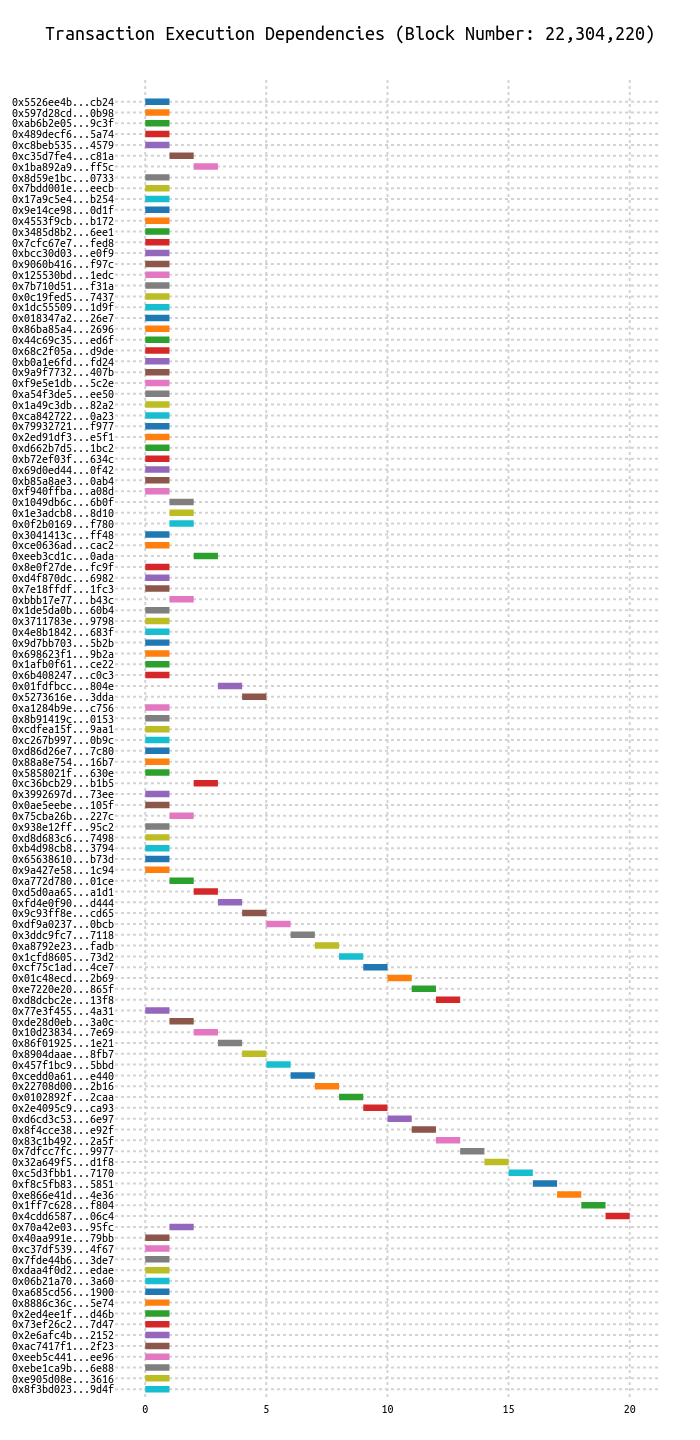 Transaction Execution Dependencies (Block Number: 22,304,220)
0x5526ee4b...cb24
0x597d28cd...0b98
0xab6b2e05...9c3f
0x489decf6...5a74
0xc8beb535...4579
0xc35d7fe4...c81a
0x1ba892a9...ff5c
0x8d59e1bc...0733
0x7bdd001e...eecb
0x17a9c5e4...b254
0x9e14ce98...0d1f
0x4553f9cb...b172
0x3485d8b2...6ee1
0x7cfc67e7...fed8
0xbcc30d03...e0f9
0x9060b416...f97c
0x125530bd...1edc
0x7b710d51...f31a
0x0c19fed5...7437
0x1dc55509...1d9f
0x018347a2...26e7
0x86ba85a4...2696
0x44c69c35...ed6f
0x68c2f05a...d9de
0xb0a1e6fd...fd24
0x9a9f7732...407b
0xf9e5e1db...5c2e
0xa54f3de5...ee50
0x1a49c3db...82a2
0xca842722...0a23
0x79932721...f977
0x2ed91df3...e5f1
0xd662b7d5...1bc2
0xb72ef03f...634c
0x69d0ed44...0f42
0xb85a8ae3...0ab4
0xf940ffba...a08d
0x1049db6c...6b0f
0x1e3adcb8...8d10
0x0f2b0169...f780
0x3041413c...ff48
0xce0636ad...cac2
0xeeb3cd1c...0ada
0x8e0f27de...fc9f
0xd4f870dc...6982
0x7e18ffdf...1fc3
0xbbb17e77...b43c
0x1de5da0b...60b4
0x3711783e...9798
0x4e8b1842...683f
0x9d7bb703...5b2b
0x698623f1...9b2a
0x1afb0f61...ce22
0x6b408247...c0c3
0x01fdfbcc...804e
0x5273616e...3dda
0xa1284b9e...c756
0x8b91419c...0153
0xcdfea15f...9aa1
0xc267b997...0b9c
0xd86d26e7...7c80
0x88a8e754...16b7
0x5858021f...630e
0xc36bcb29...b1b5
0x3992697d...73ee
0x0ae5eebe...105f
0x75cba26b...227c
0x938e12ff...95c2
0xd8d683c6...7498
0xb4d98cb8...3794
0x65638610...b73d
0x9a427e58...1c94
0xa772d780...01ce
0xd5d0aa65...a1d1
0xfd4e0f90...d444
0x9c93ff8e...cd65
0xdf9a0237...0bcb
0x3ddc9fc7...7118
0xa8792e23...fadb
0x1cfd8605...73d2
0xcf75c1ad...4ce7
0x01c48ecd...2b69
0xe7220e20...865f
0xd8dcbc2e...13f8
0x77e3f455...4a31
0xde28d0eb...3a0c
0x10d23834...7e69
0x86f01925...1e21
0x8904daae...8fb7
0x457f1bc9...5bbd
0xcedd0a61...e440
0x22708d00...2b16
0x0102892f...2caa
0x2e4095c9...ca93
0xd6cd3c53...6e97
0x8f4cce38...e92f
0x83c1b492...2a5f
0x7dfcc7fc...9977
0x32a649f5...d1f8
0xc5d3fbb1...7170
0xf8c5fb83...5851
0xe866e41d...4e36
0x1ff7c628...f804
0x4cdd6587...06c4
0x70a42e03...95fc
0x40aa991e...79bb
0xc37df539...4f67
0x7fde44b6...3de7
0xdaa4f0d2...edae
0x06b21a70...3a60
0xa685cd56...1900
0x8886c36c...5e74
0x2ed4ee1f...d46b
0x73ef26c2...7d47
0x2e6afc4b...2152
0xac7417f1...2f23
0xeeb5c441...ee96
0xebe1ca9b...6e88
0xe905d08e...3616
0x8f3bd023...9d4f
0 5 10 15 20